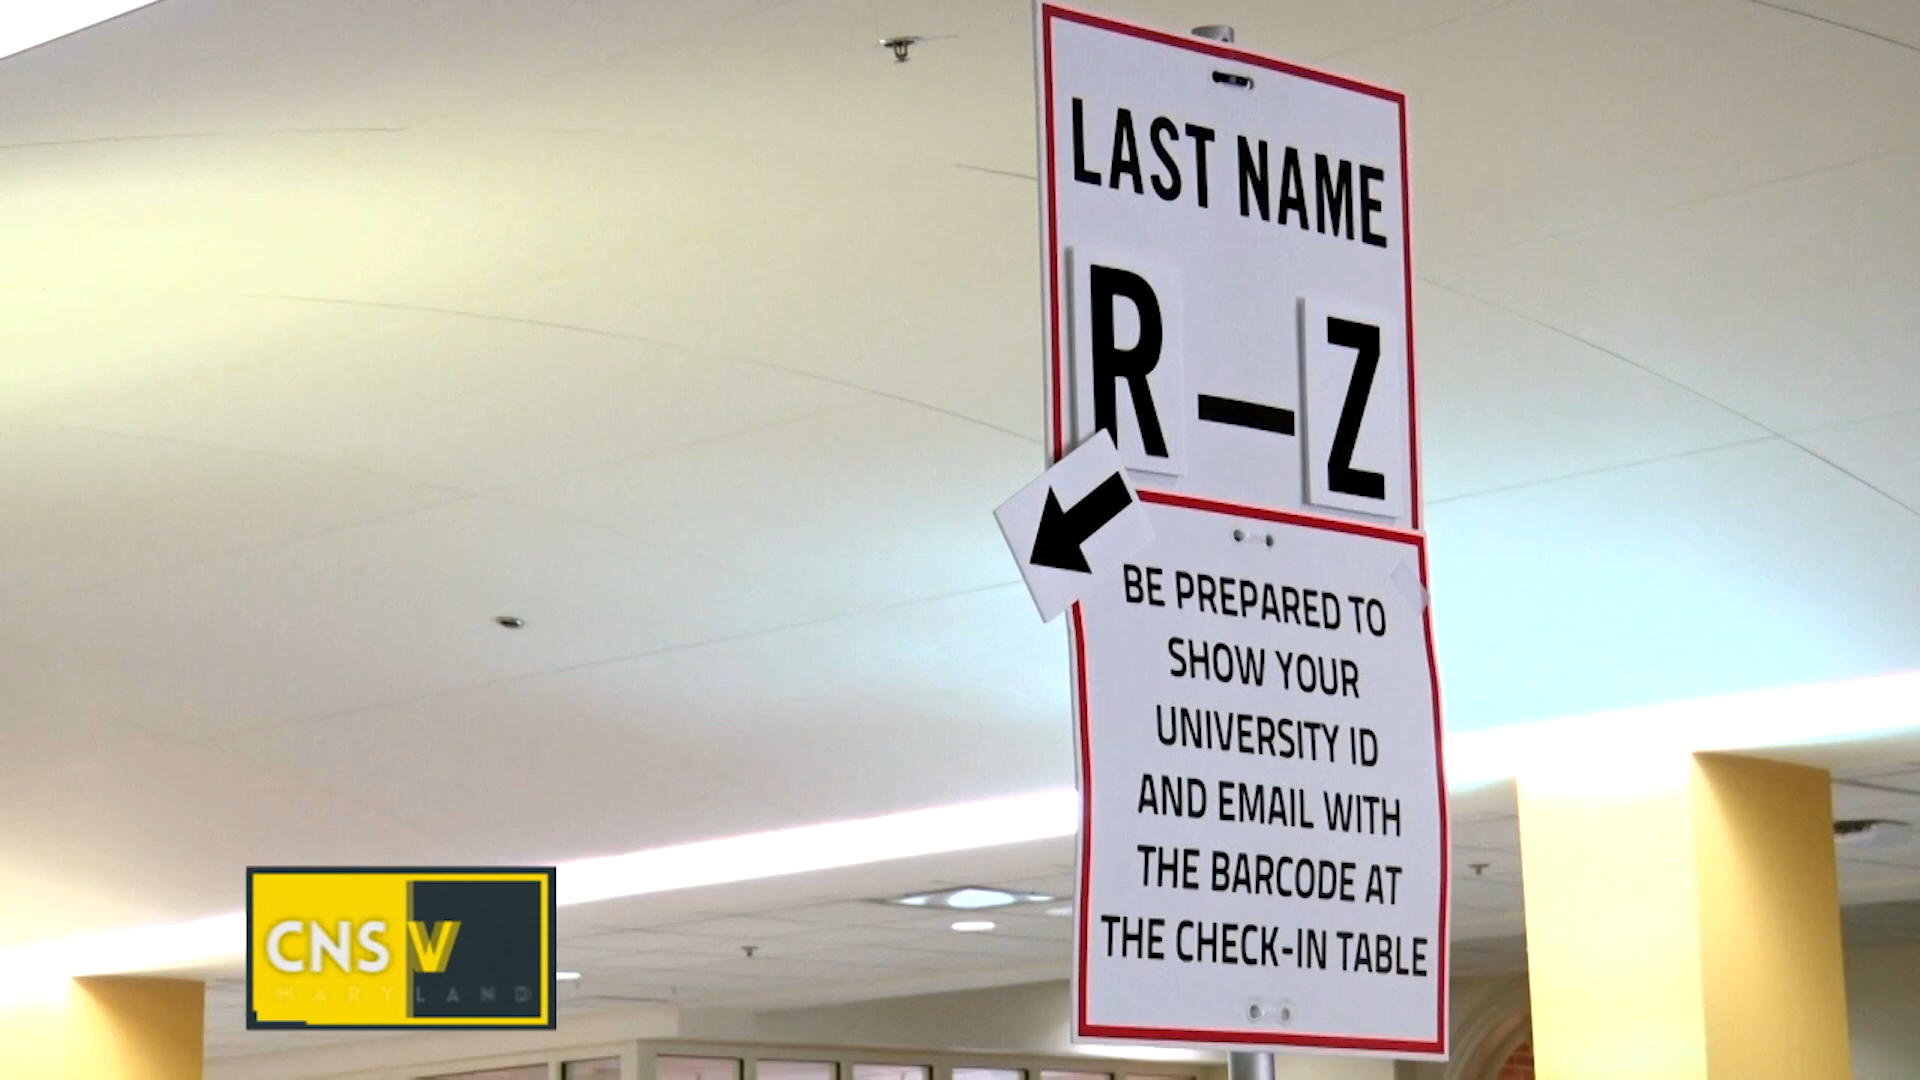 LAST NAME
R — Z
BE PREPARED TO
SHOW YOUR
UNIVERSITY ID
AND EMAIL WITH
THE BARCODE AT
THE CHECK-IN TABLE
CNS
MARYLAND